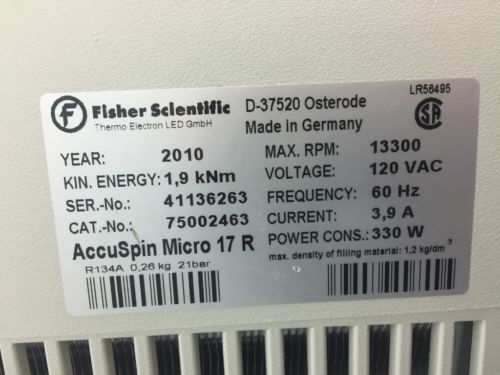 Fisher Scientific
Thermo Electron LED GmbH
D-37520 Osterode
Made in Germany
LR56495
YEAR: 2010
KIN. ENERGY: 1,9 kNm
SER.-No.: 41136263
CAT.-No.: 75002463
AccuSpin Micro 17 R
R134A 0,26 kg 21bar
MAX. RPM: 13300
VOLTAGE: 120 VAC
FREQUENCY: 60 Hz
CURRENT: 3,9 A
POWER CONS.: 330 W
max. density of filling material: 1,2 kg/dm³